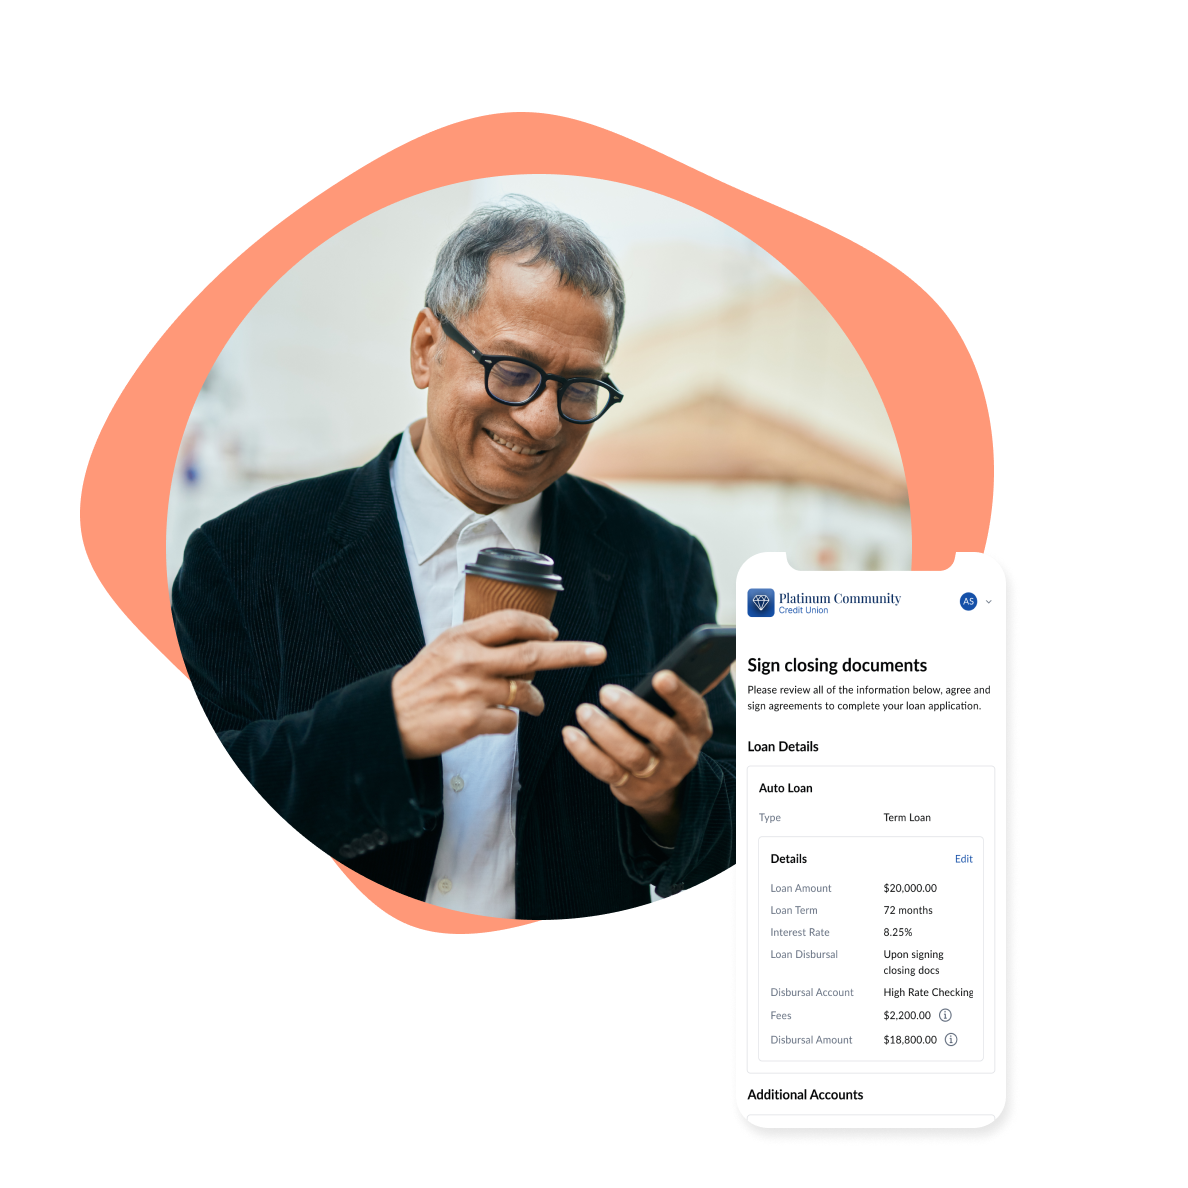 Platinum Community
Credit Union
AS
Sign closing documents
Please review all of the information below, agree and
sign agreements to complete your loan application.
Loan Details
Auto Loan
Type Term Loan
Details Edit
Loan Amount $20,000.00
Loan Term 72 months
Interest Rate 8.25%
Loan Disbursal Upon signing
closing docs
Disbursal Account High Rate Checking
Fees $2,200.00
Disbursal Amount $18,800.00
Additional Accounts